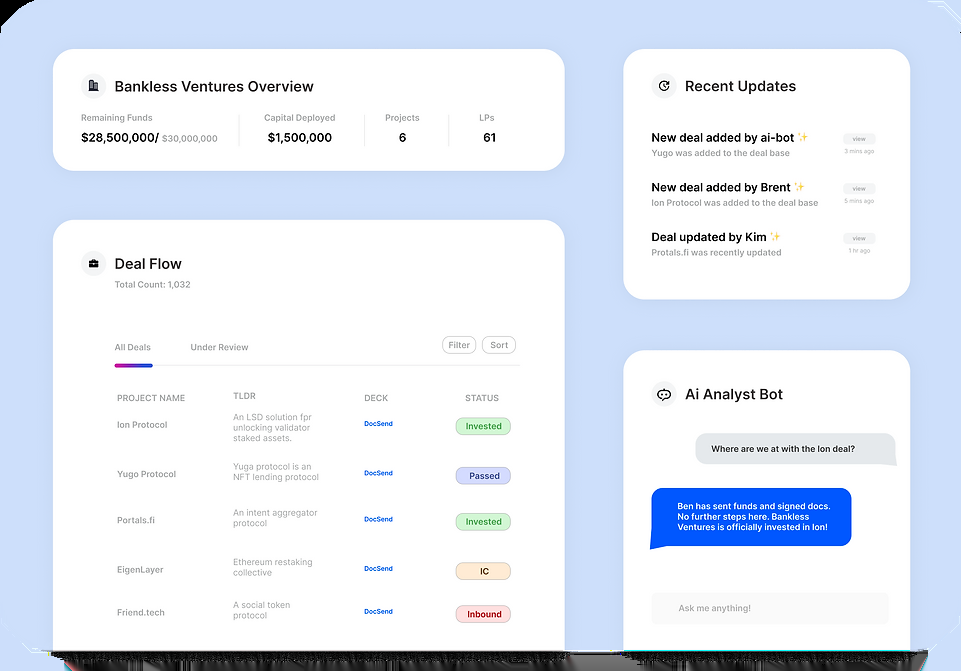 Bankless Ventures Overview
Remaining Funds
$28,500,000/ $30,000,000
Capital Deployed
$1,500,000
Projects
6
LPs
61
Recent Updates
New deal added by ai-bot ✨
Yugo was added to the deal base
view
3 mins ago
New deal added by Brent ✨
Ion Protocol was added to the deal base
view
5 mins ago
Deal updated by Kim ✨
Protals.fi was recently updated
view
1 hr ago
Deal Flow
Total Count: 1,032
All Deals
Under Review
Filter
Sort
PROJECT NAME
TLDR
DECK
STATUS
Ion Protocol
An LSD solution fpr
unlocking validator
staked assets.
DocSend
Invested
Yugo Protocol
Yuga protocol is an
NFT lending protocol
DocSend
Passed
Portals.fi
An intent aggregator
protocol
DocSend
Invested
EigenLayer
Ethereum restaking
collective
DocSend
IC
Friend.tech
A social token
protocol
DocSend
Inbound
Ai Analyst Bot
Where are we at with the Ion deal?
Ben has sent funds and signed docs.
No further steps here. Bankless
Ventures is officially invested in Ion!
Ask me anything!